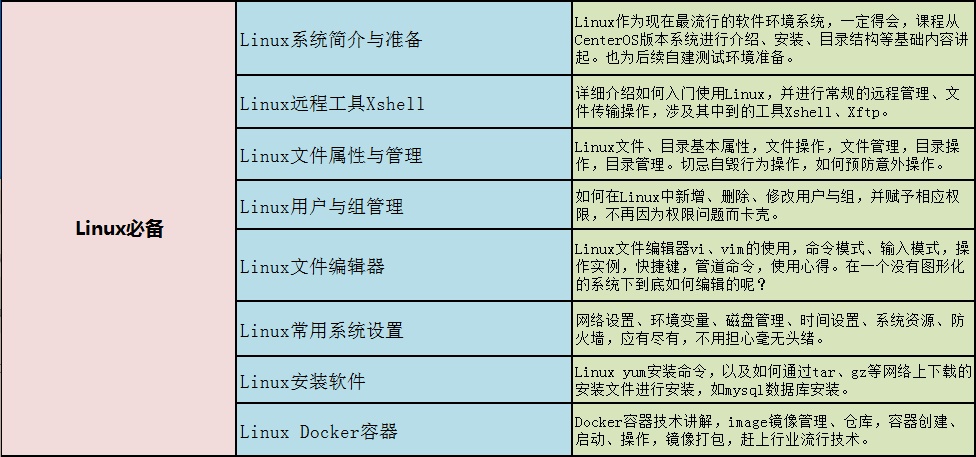 Linux必备
Linux系统简介与准备
Linux作为现在最流行的软件环境系统，一定得会，课程从
CenterOS版本系统进行介绍、安装、目录结构等基础内容讲
起。也为后续自建测试环境准备。
Linux远程工具Xshell
详细介绍如何入门使用Linux，并进行常规的远程管理、文
件传输操作，涉及其中到的工具Xshell、Xftp。
Linux文件属性与管理
Linux文件、目录基本属性，文件操作，文件管理，目录操
作，目录管理。切忌自毁行为操作，如何预防意外操作。
Linux用户与组管理
如何在Linux中新增、删除、修改用户与组，并赋予相应权
限，不再因为权限问题而卡壳。
Linux文件编辑器
Linux文件编辑器vi、vim的使用，命令模式、输入模式，操
作实例，快捷键，管道命令，使用心得。在一个没有图形化
的系统下到底如何编辑的呢？
Linux常用系统设置
网络设置、环境变量、磁盘管理、时间设置、系统资源、防
火墙，应有尽有，不用担心毫无头绪。
Linux安装软件
Linux yum安装命令，以及如何通过tar、gz等网络上下载的
安装文件进行安装，如mysql数据库安装。
Linux Docker容器
Docker容器技术讲解，image镜像管理、仓库，容器创建、
启动、操作，镜像打包，赶上行业流行技术。